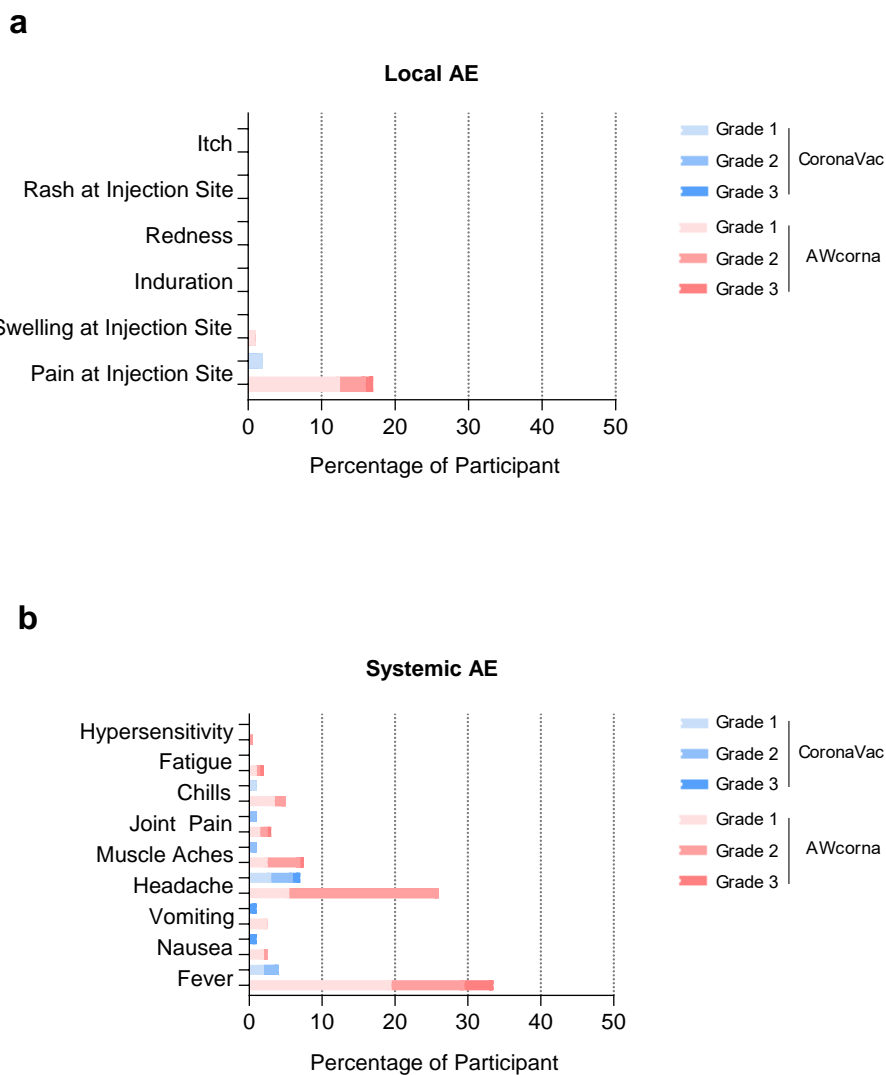 a
Local AE
Itch
Rash at Injection Site
Redness
Induration
Swelling at Injection Site
Pain at Injection Site
0 10 20 30 40 50
Percentage of Participant
Grade 1
Grade 2
Grade 3
CoronaVac
Grade 1
Grade 2
Grade 3
AWcorna
b
Systemic AE
Hypersensitivity
Fatigue
Chills
Joint Pain
Muscle Aches
Headache
Vomiting
Nausea
Fever
0 10 20 30 40 50
Percentage of Participant
Grade 1
Grade 2
Grade 3
CoronaVac
Grade 1
Grade 2
Grade 3
AWcorna